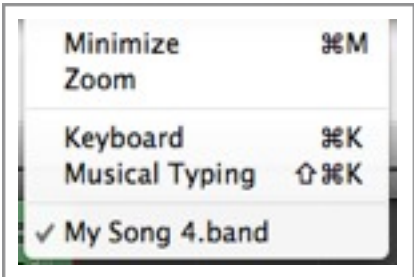 Minimize ⌘M
Zoom
Keyboard ⌘K
Musical Typing ⇧⌘K
✓ My Song 4.band